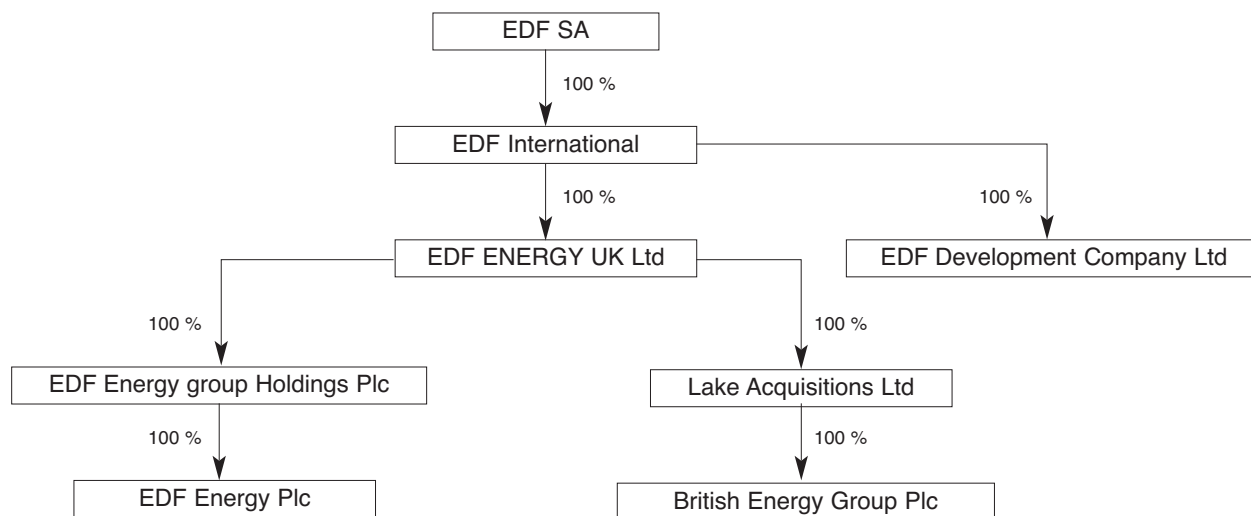 EDF SA
100 %
EDF International
100 %
100 %
EDF ENERGY UK Ltd
EDF Development Company Ltd
100 %
100 %
EDF Energy group Holdings Plc
Lake Acquisitions Ltd
100 %
100 %
EDF Energy Plc
British Energy Group Plc